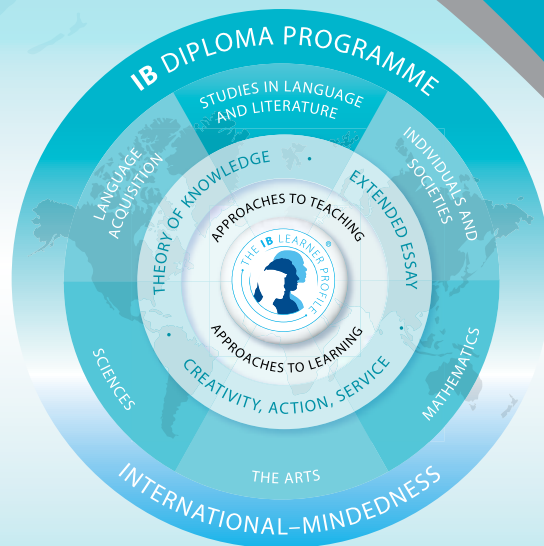 IB DIPLOMA PROGRAMME
STUDIES IN LANGUAGE
AND LITERATURE
LANGUAGE
ACQUISITION
INDIVIDUALS AND
SOCIETIES
THEORY OF KNOWLEDGE
EXTENDED ESSAY
APPROACHES TO TEACHING
THE IB LEARNER PROFILE
®
APPROACHES TO LEARNING
CREATIVITY, ACTION, SERVICE
SCIENCES
MATHEMATICS
THE ARTS
INTERNATIONAL–MINDEDNESS